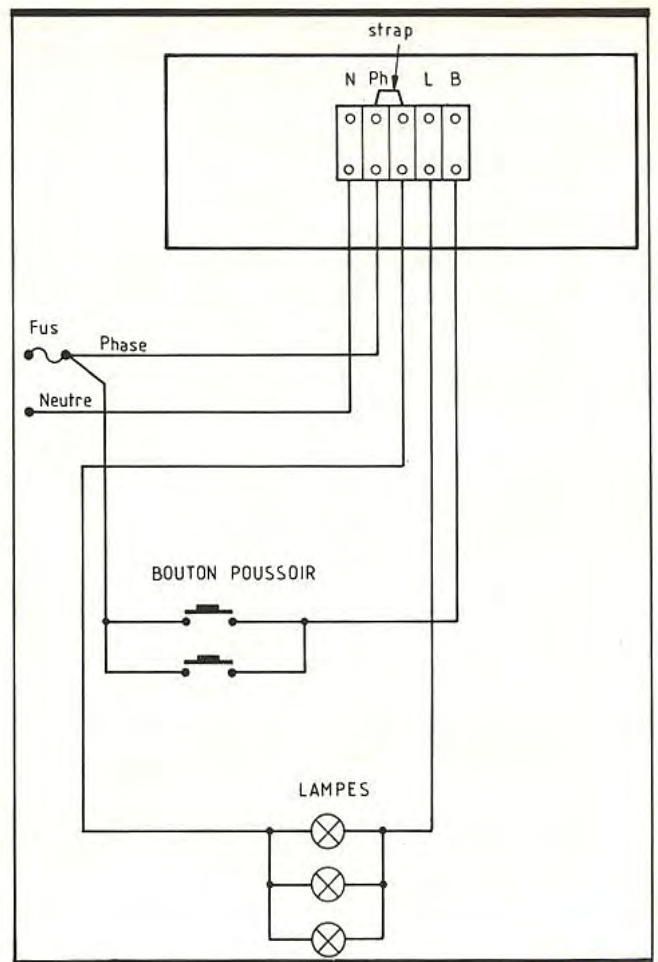 strap
N Ph L B
Fus
Phase
Neutre
BOUTON POUSSOIR
LAMPES